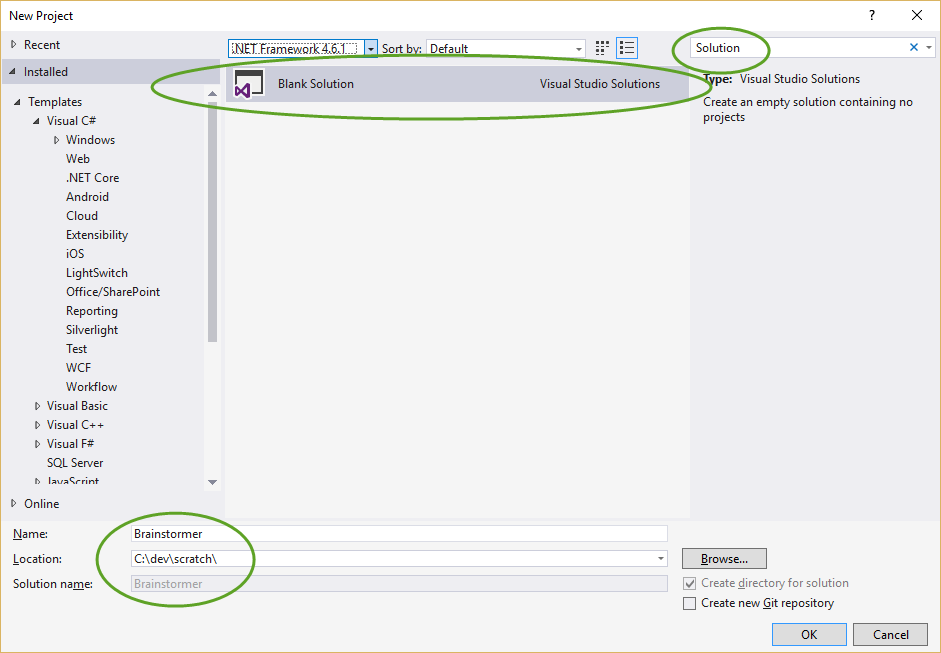 New Project
?
Recent
.NET Framework 4.6.1 Sort by: Default
Solution
Installed
Blank Solution Visual Studio Solutions
Type: Visual Studio Solutions
Create an empty solution containing no
projects
Templates
Visual C#
Windows
Web
.NET Core
Android
Cloud
Extensibility
iOS
LightSwitch
Office/SharePoint
Reporting
Silverlight
Test
WCF
Workflow
Visual Basic
Visual C++
Visual F#
SQL Server
JavaScript
Online
Name: Brainstormer
Location: C:\dev\scratch\ Browse...
Solution name: Brainstormer
Create directory for solution
Create new Git repository
OK Cancel